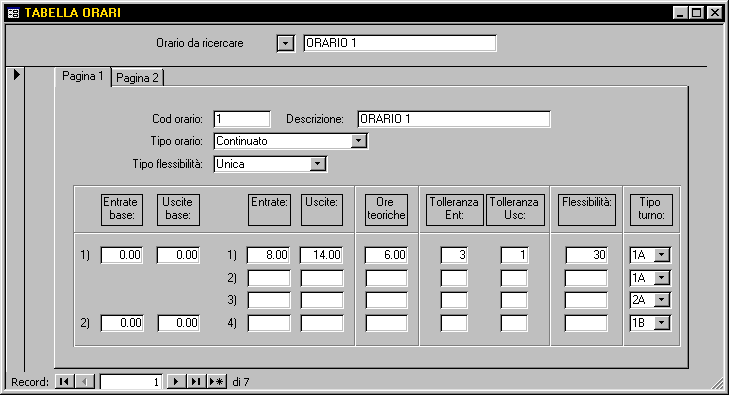 TABELLA ORARI
Orario da ricercare ORARIO 1
Pagina 1 Pagina 2
Cod orario: 1 Descrizione: ORARIO 1
Tipo orario: Continuato
Tipo flessibilità: Unica
Entrate base: Uscite base: Entrate: Uscite: Ore teoriche Tolleranza Ent: Tolleranza Usc: Flessibilità: Tipo turno:
1) 0.00 0.00 1) 8.00 14.00 6.00 3 1 30 1A
2) 1A
3) 2A
2) 0.00 0.00 4) 1B
Record: 1 di 7